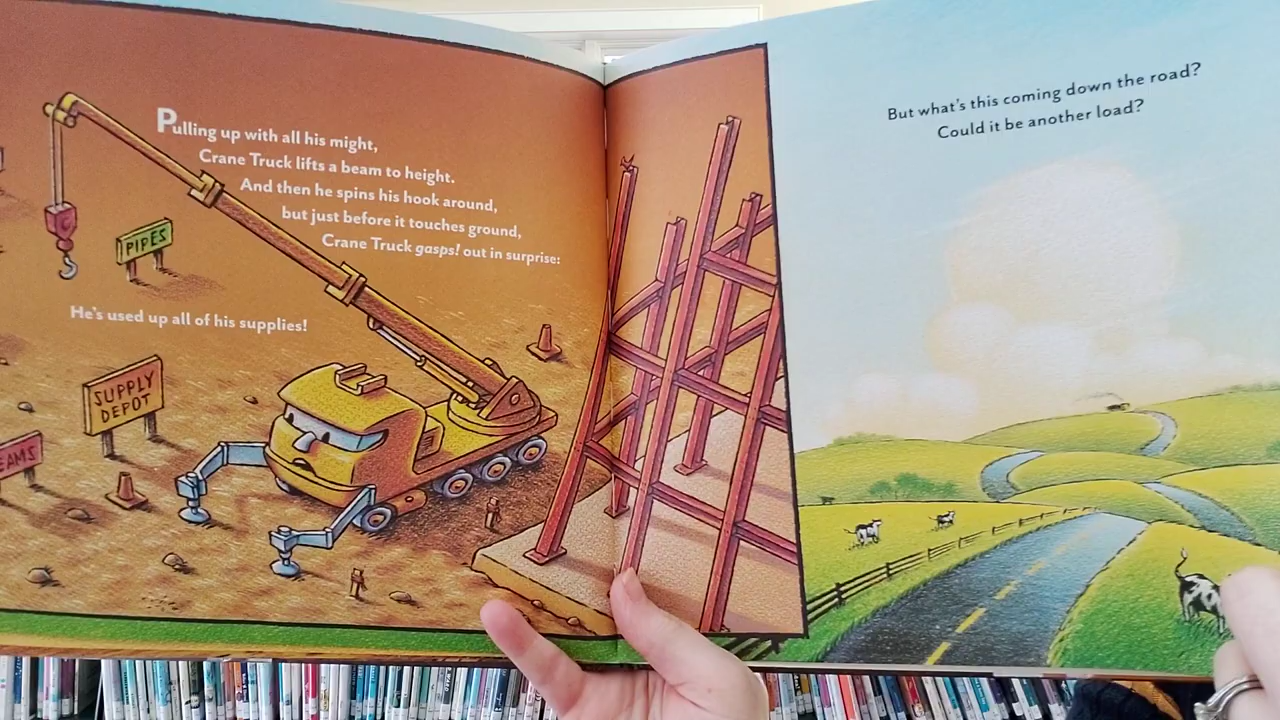 Pulling up with all his might,
Crane Truck lifts a beam to height.
And then he spins his hook around,
but just before it touches ground,
Crane Truck gasps! out in surprise:
He's used up all of his supplies!
PIPES
SUPPLY
DEPOT
EAMS
But what's this coming down the road?
Could it be another load?